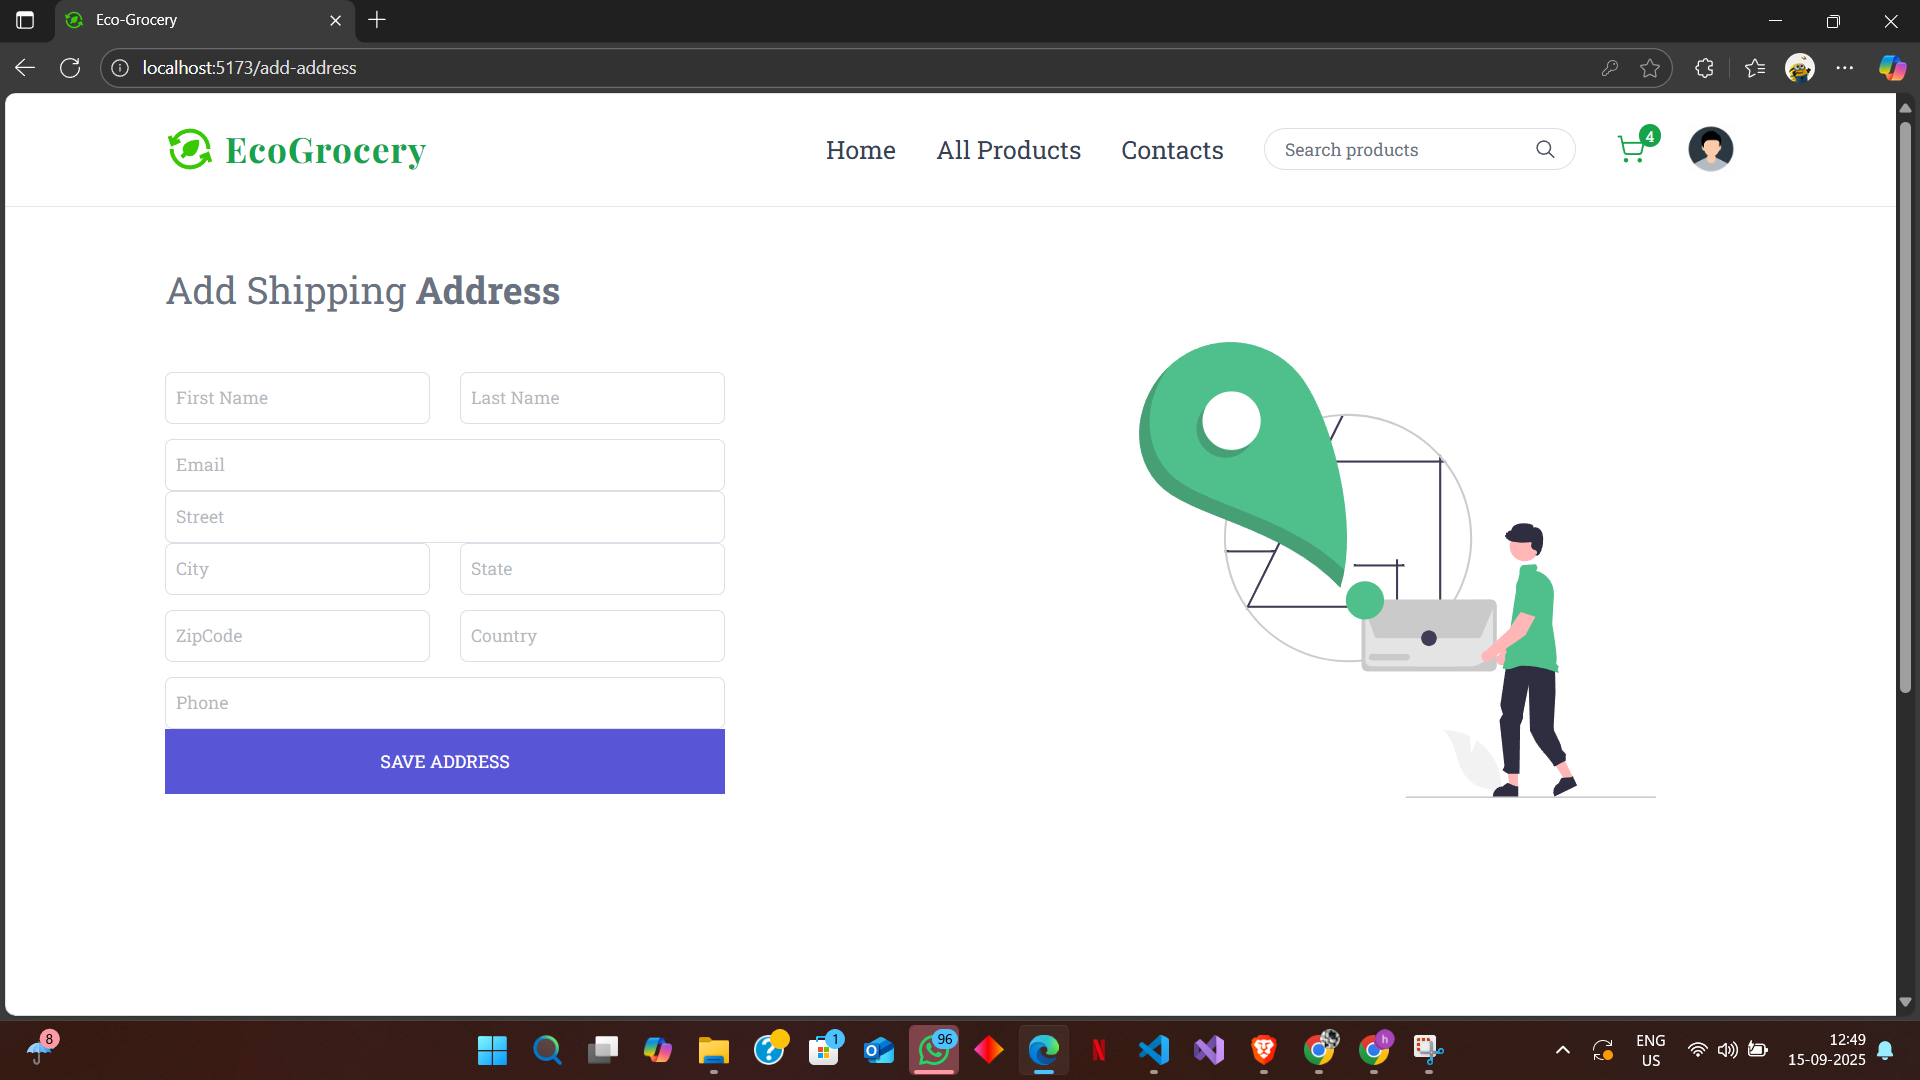 Eco-Grocery
localhost:5173/add-address
EcoGrocery
Home
All Products
Contacts
Search products
4
Add Shipping Address
First Name
Last Name
Email
Street
City
State
ZipCode
Country
Phone
SAVE ADDRESS
8
1
96
h
ENG
US
12:49
15-09-2025